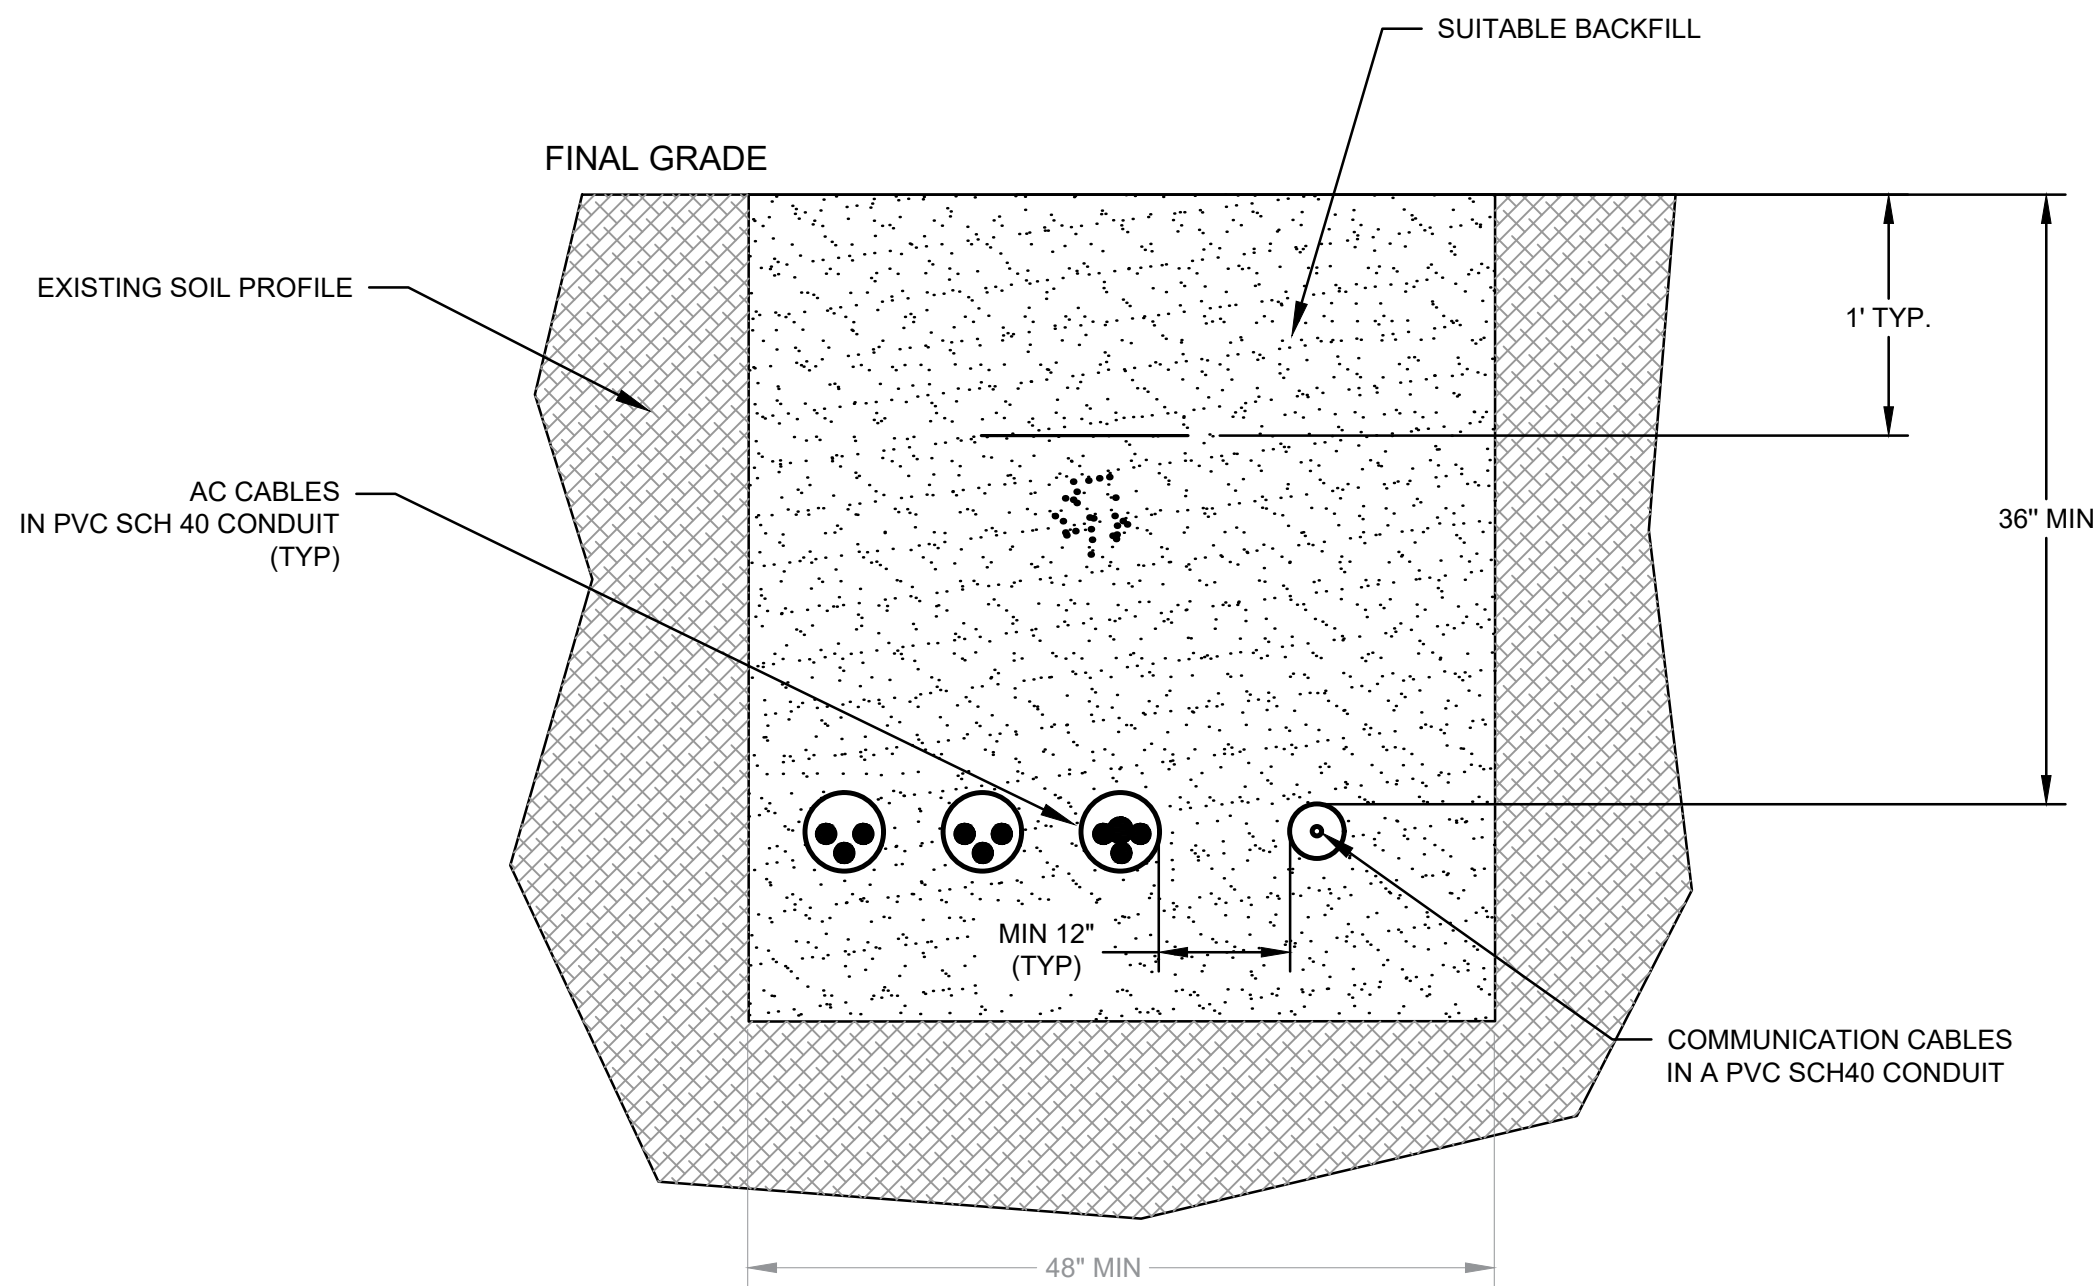 SUITABLE BACKFILL
FINAL GRADE
EXISTING SOIL PROFILE
1' TYP.
AC CABLES
IN PVC SCH 40 CONDUIT
(TYP)
36" MIN
MIN 12"
(TYP)
COMMUNICATION CABLES
IN A PVC SCH40 CONDUIT
48" MIN